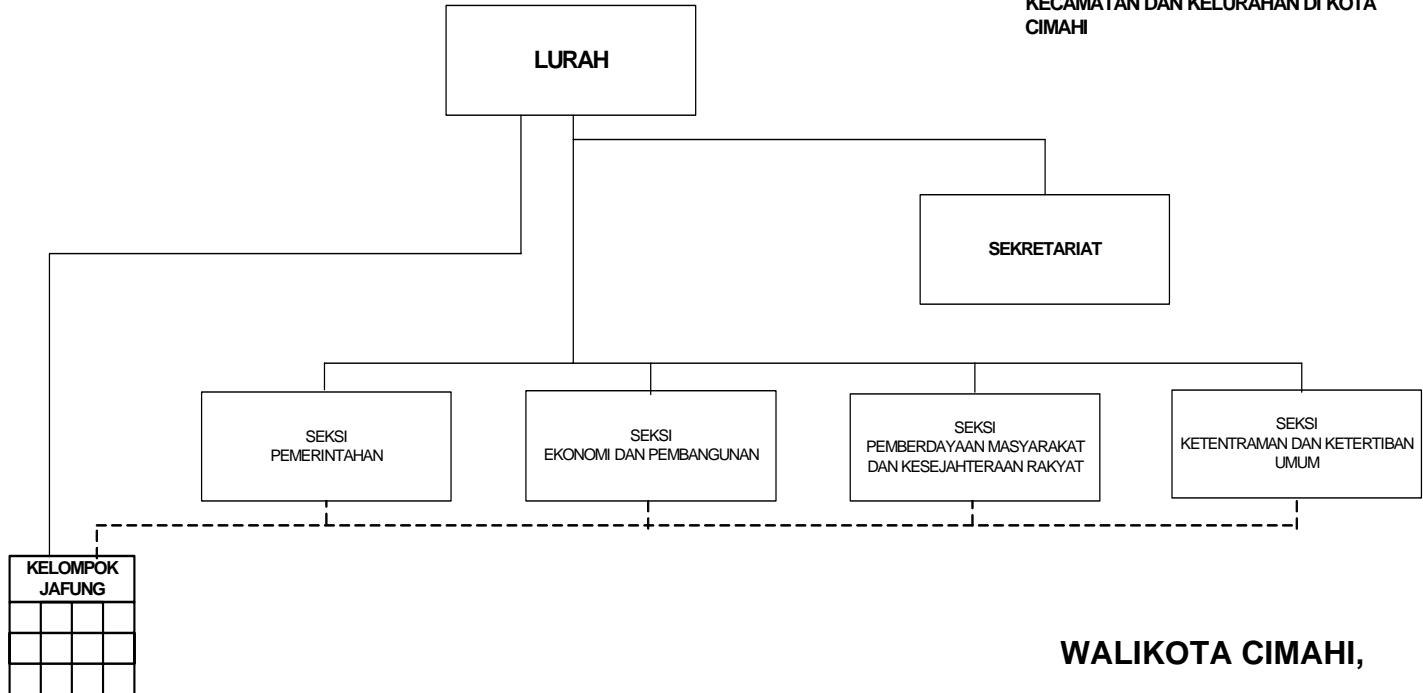 KECAMATAN DAN KELURAHAN DI KOTA
CIMAHI
LURAH
SEKRETARIAT
SEKSI
PEMERINTAHAN
SEKSI
EKONOMI DAN PEMBANGUNAN
SEKSI
PEMBERDAYAAN MASYARAKAT
DAN KESEJAHTERAAN RAKYAT
SEKSI
KETENTRAMAN DAN KETERTIBAN
UMUM
KELOMPOK
JAFUNG
WALIKOTA CIMAHI,